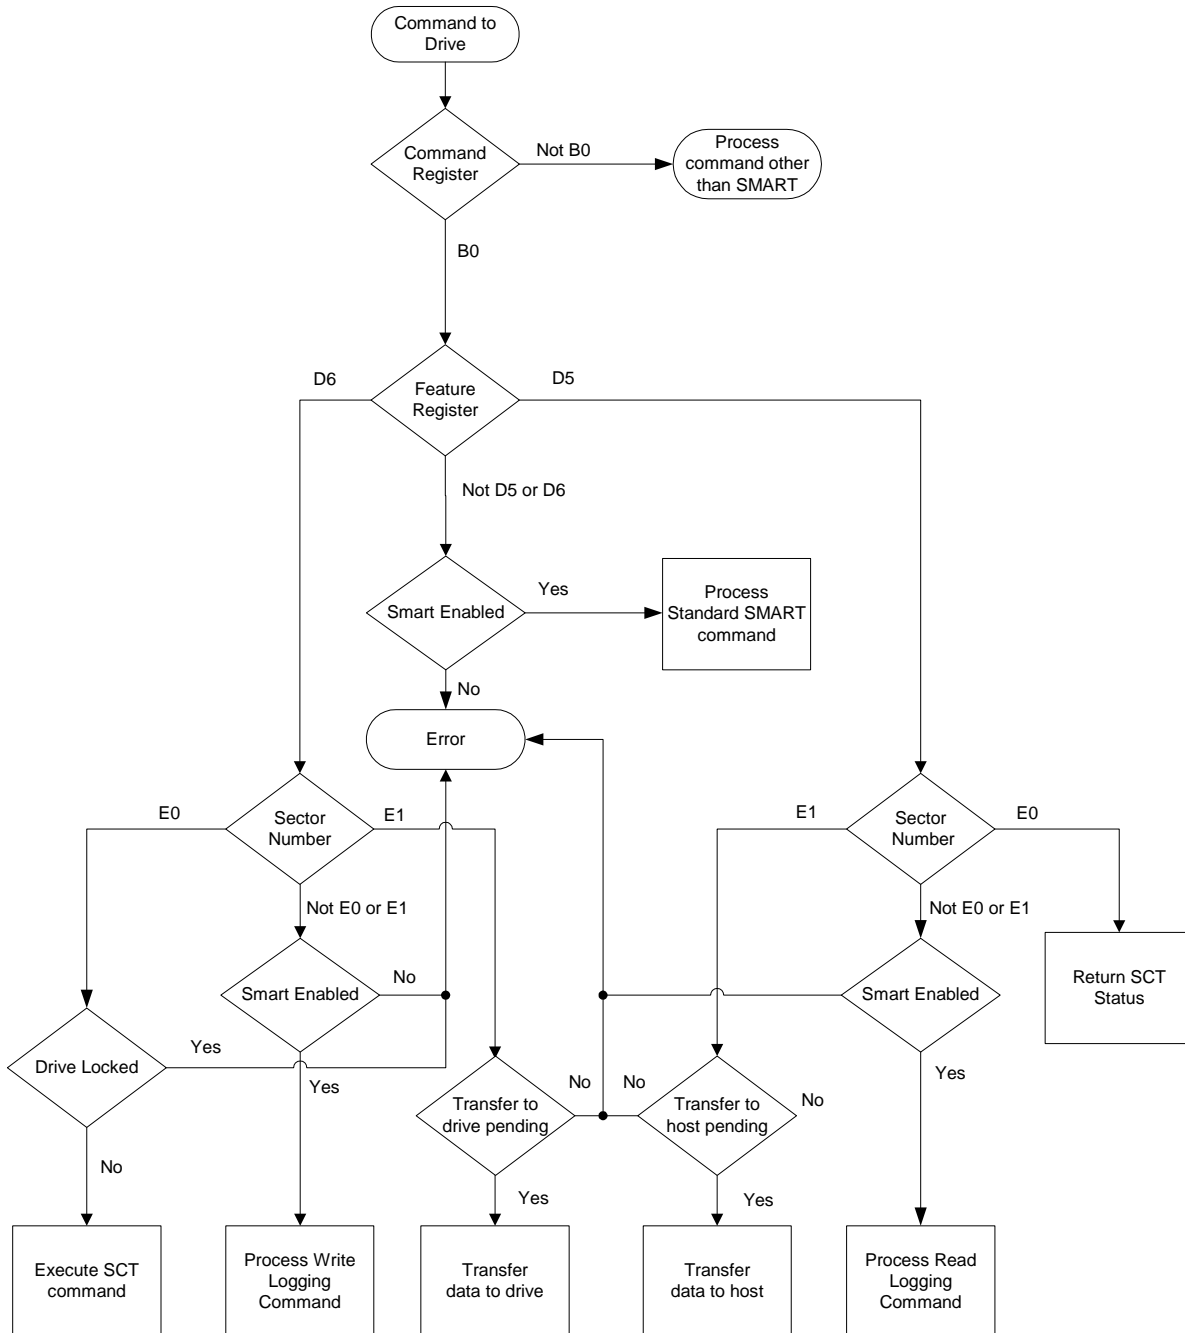 Command to
Drive
Command
Register
Not B0
Process
command other
than SMART
B0
D6
Feature
Register
D5
Not D5 or D6
Smart Enabled
Yes
Process
Standard SMART
command
No
Error
E0
Sector
Number
E1
E1
Sector
Number
E0
Not E0 or E1
Not E0 or E1
Smart Enabled
No
Smart Enabled
Return SCT
Status
Drive Locked
Yes
Yes
No
No
Yes
Transfer to
drive pending
Transfer to
host pending
No
No
Yes
Yes
Execute SCT
command
Process Write
Logging
Command
Transfer
data to drive
Transfer
data to host
Process Read
Logging
Command